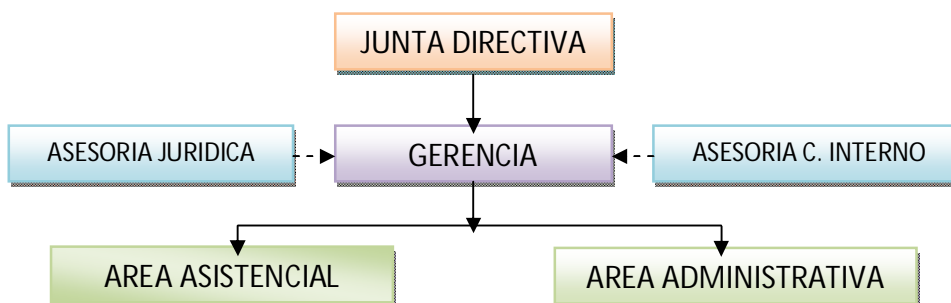 JUNTA DIRECTIVA
ASESORIA JURIDICA
GERENCIA
ASESORIA C. INTERNO
AREA ASISTENCIAL
AREA ADMINISTRATIVA